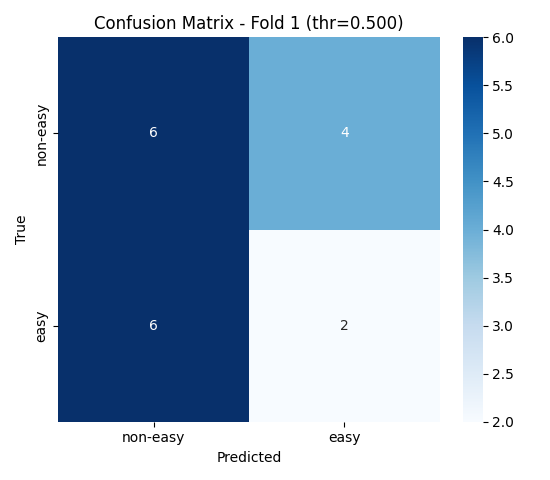 Confusion Matrix - Fold 1 (thr=0.500)
True
non-easy
easy
6
4
6
2
non-easy easy
Predicted
6.0
5.5
5.0
4.5
4.0
3.5
3.0
2.5
2.0